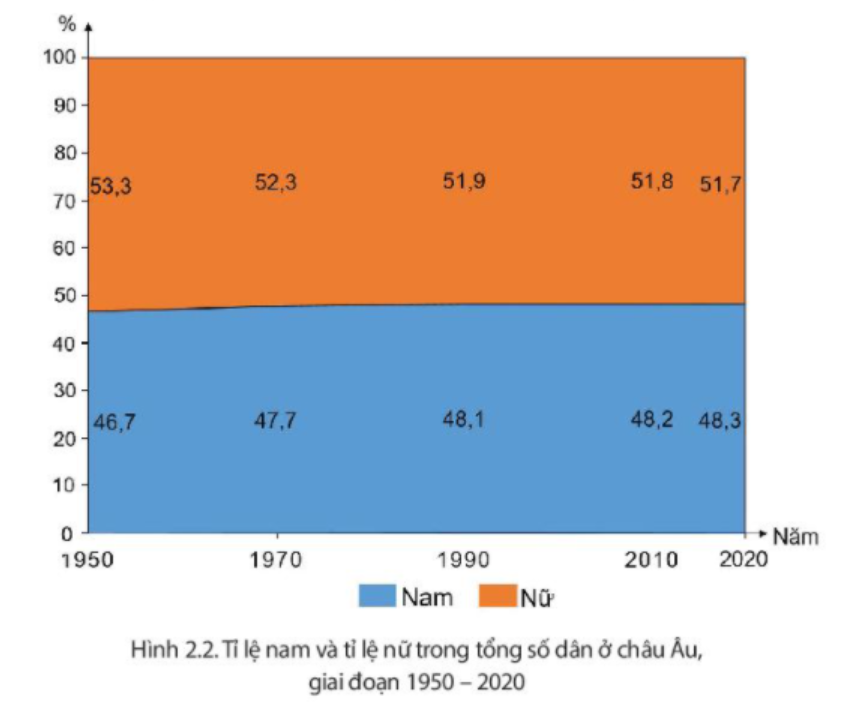 %
100
90
80
70
60
50
40
30
20
10
0
53,3 52,3 51,9 51,8 51,7
46,7 47,7 48,1 48,2 48,3
Năm
1950 1970 1990 2010 2020
Nam Nữ
Hình 2.2. Tỉ lệ nam và tỉ lệ nữ trong tổng số dân ở châu Âu,
giai đoạn 1950 – 2020